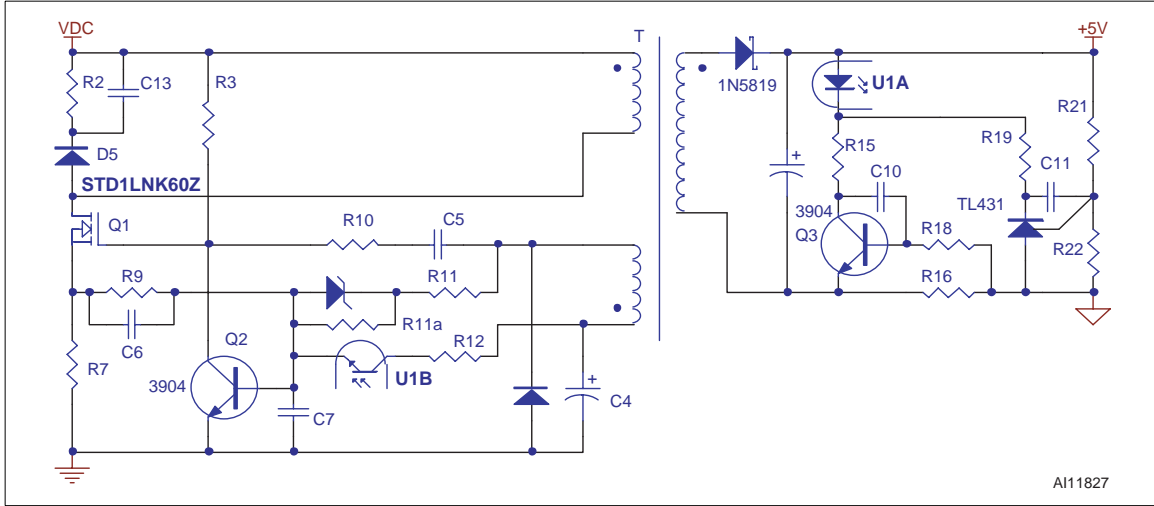 VDC
T
+5V
R2
C13
R3
1N5819
U1A
R21
D5
R15
R19
C10
C11
STD1LNK60Z
TL431
3904
Q1
R10
C5
Q3
R18
R22
R9
R11
R16
R11a
C6
Q2
R12
R7
3904
U1B
+
+
C7
C4
AI11827